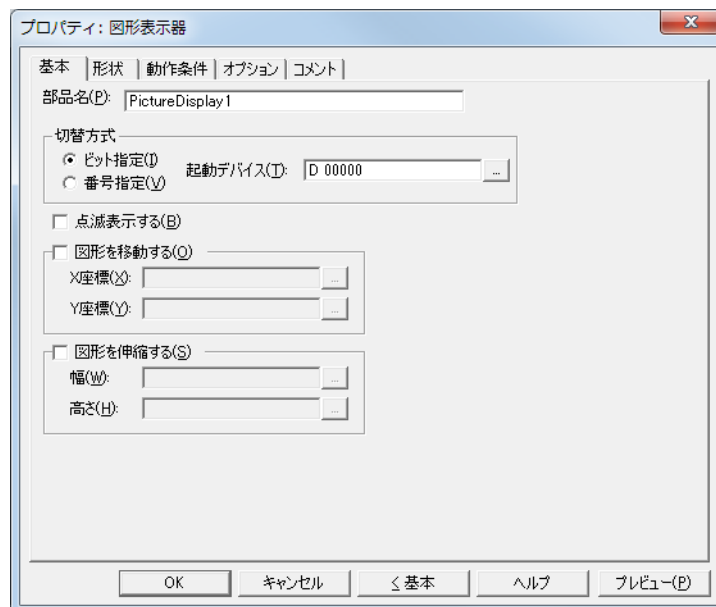 プロパティ: 図形表示器
基本 形状 動作条件 オプション コメント
部品名(P): PictureDisplay1
切替方式
ビット指定(I)
起動デバイス(T): D 00000 ...
番号指定(V)
点滅表示する(B)
図形を移動する(O)
X座標(X): ...
Y座標(Y): ...
図形を伸縮する(S)
幅(W): ...
高さ(H): ...
OK キャンセル < 基本 ヘルプ プレビュー(P)